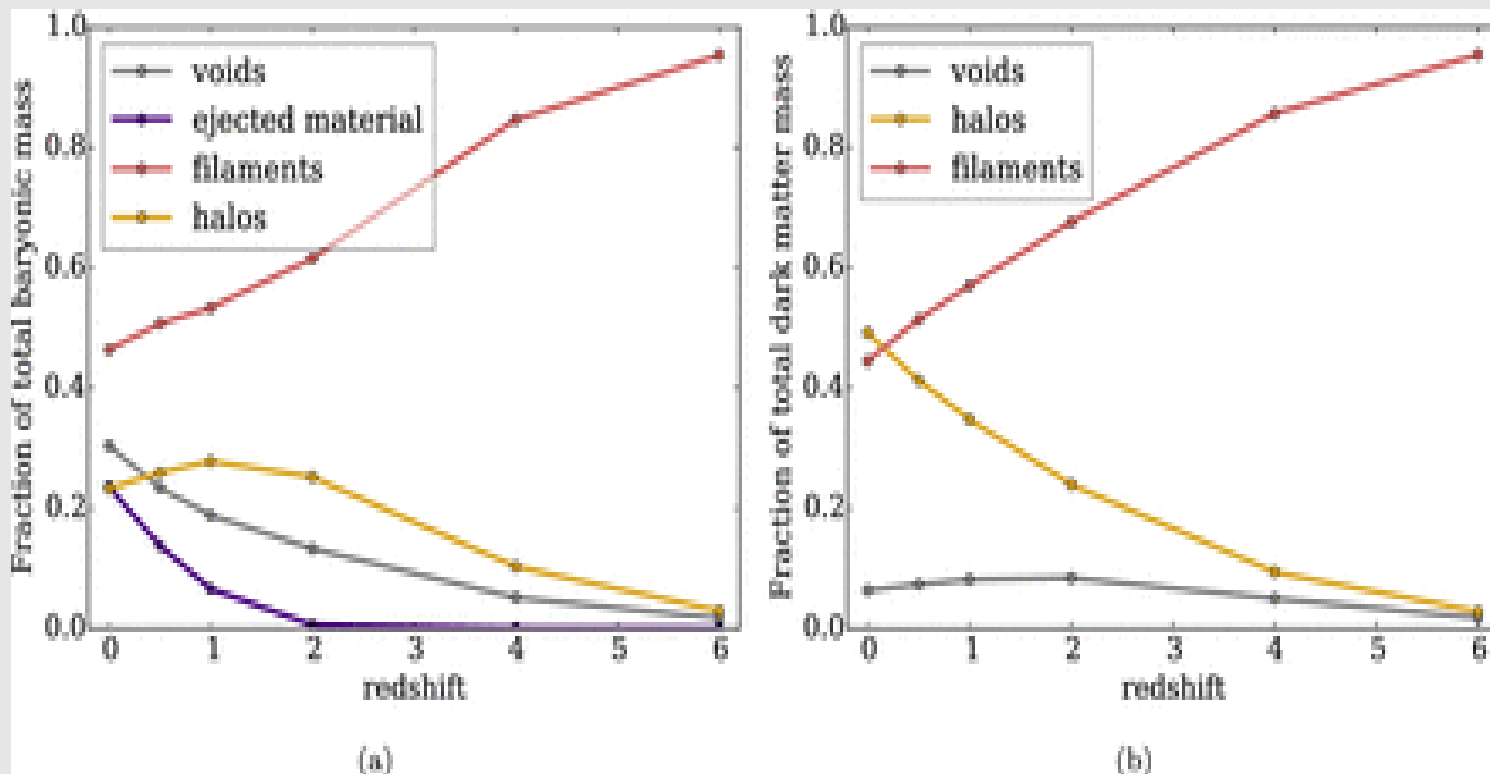 Fraction of total baryonic mass
1.0
0.8
0.6
0.4
0.2
0.0
voids
ejected material
filaments
halos
0 1 2 3 4 5 6
redshift
(a)
Fraction of total dark matter mass
1.0
0.8
0.6
0.4
0.2
0.0
voids
halos
filaments
0 1 2 3 4 5 6
redshift
(b)